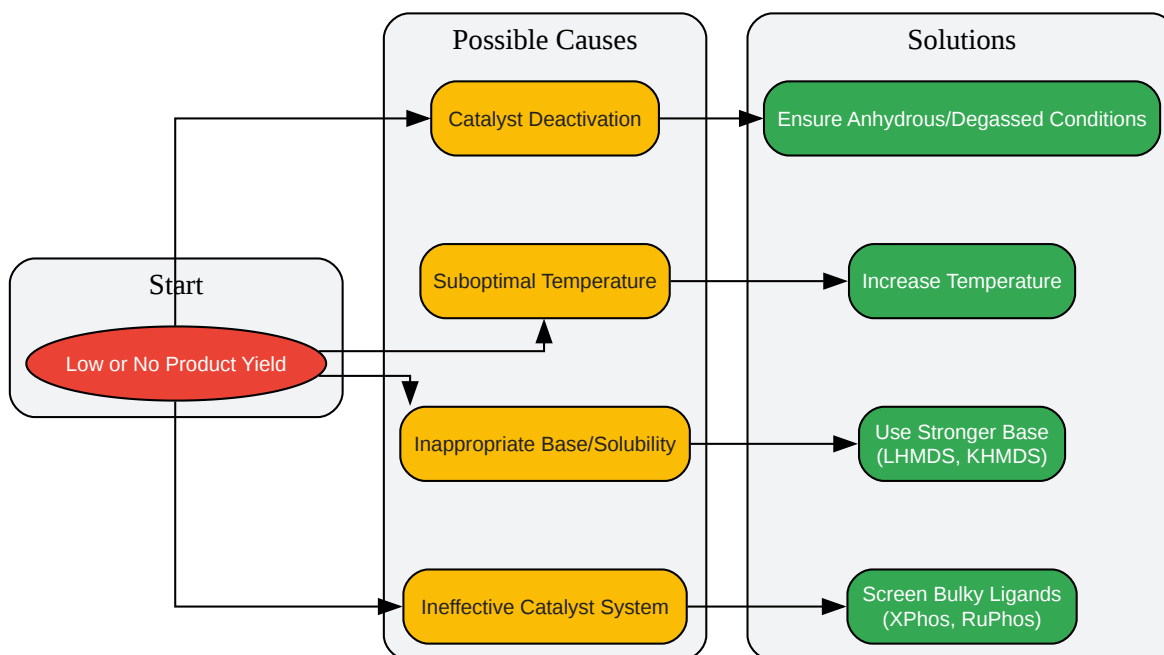 Possible Causes
Solutions
Catalyst Deactivation
Ensure Anhydrous/Degassed Conditions
Start
Suboptimal Temperature
Increase Temperature
Low or No Product Yield
Inappropriate Base/Solubility
Use Stronger Base
(LHMDS, KHMDS)
Ineffective Catalyst System
Screen Bulky Ligands
(XPhos, RuPhos)